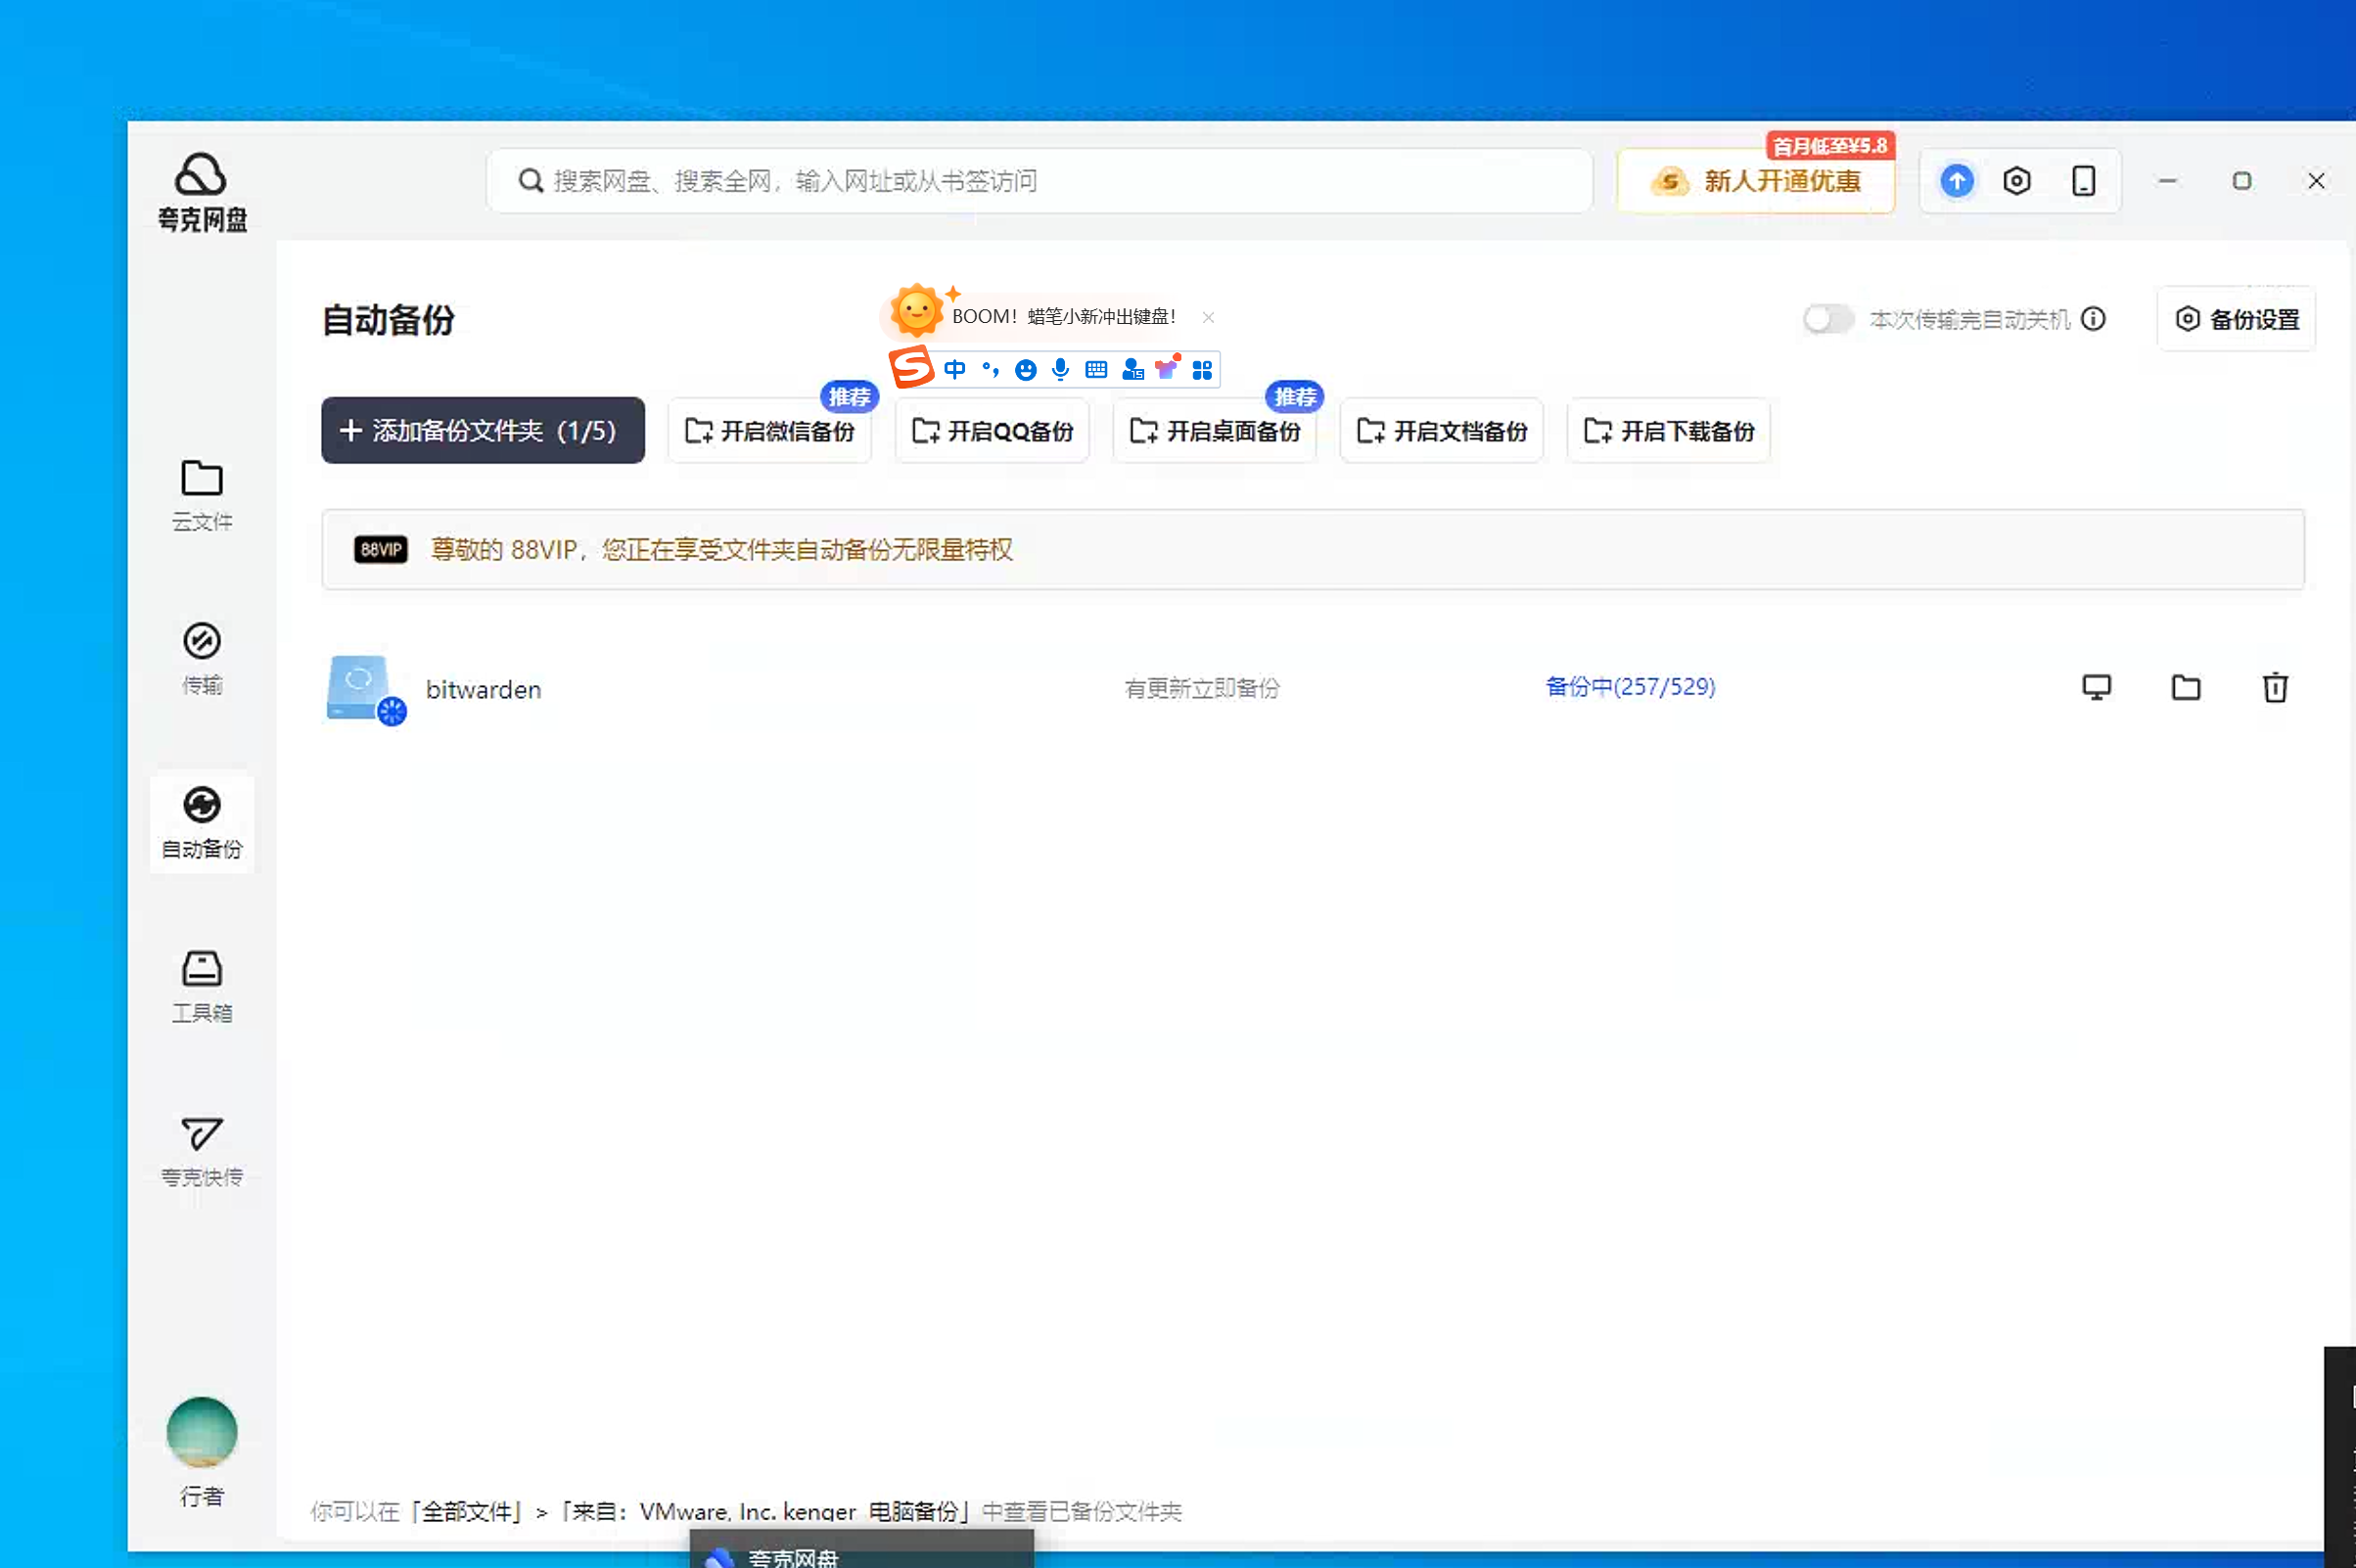 夸克网盘
搜索网盘、搜索全网，输入网址或从书签访问
首月低至¥5.8
新人开通优惠
自动备份
BOOM！蜡笔小新冲出键盘！
中
本次传输完自动关机
备份设置
添加备份文件夹（1/5）
推荐
开启微信备份
开启QQ备份
推荐
开启桌面备份
开启文档备份
开启下载备份
88VIP 尊敬的 88VIP，您正在享受文件夹自动备份无限量特权
云文件
bitwarden 有更新立即备份 备份中(257/529)
传输
自动备份
工具箱
夸克快传
行者
你可以在「全部文件」>「来自：VMware, Inc. kenger 电脑备份」中查看已备份文件夹
夸克网盘